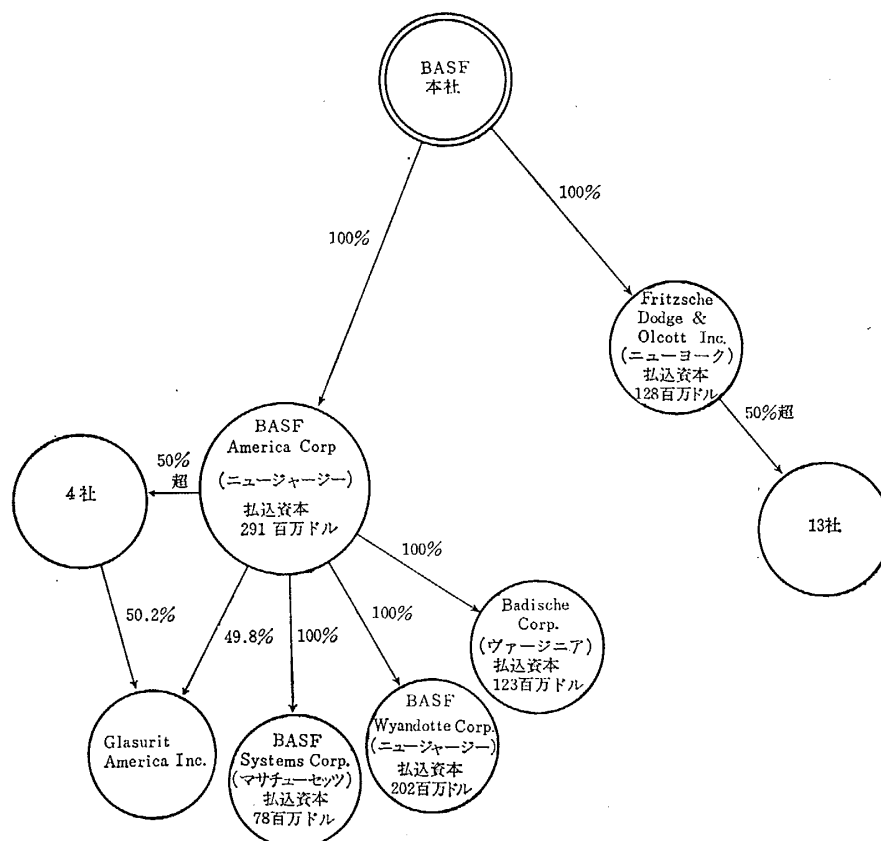 BASF
本社
100%
100%
Fritzsche
Dodge &
Olcott Inc.
(ニューヨーク)
払込資本
128百万ドル
50%超
13社
BASF
America Corp
(ニュージャージー)
払込資本
291 百万ドル
50%
超
4社
50.2%
49.8%
100%
100%
100%
Badische
Corp.
(ヴァージニア)
払込資本
123百万ドル
Glasurit
America Inc.
BASF
Systems Corp.
(マサチューセッツ)
払込資本
78百万ドル
BASF
Wyandotte Corp.
(ニュージャージー)
払込資本
202百万ドル